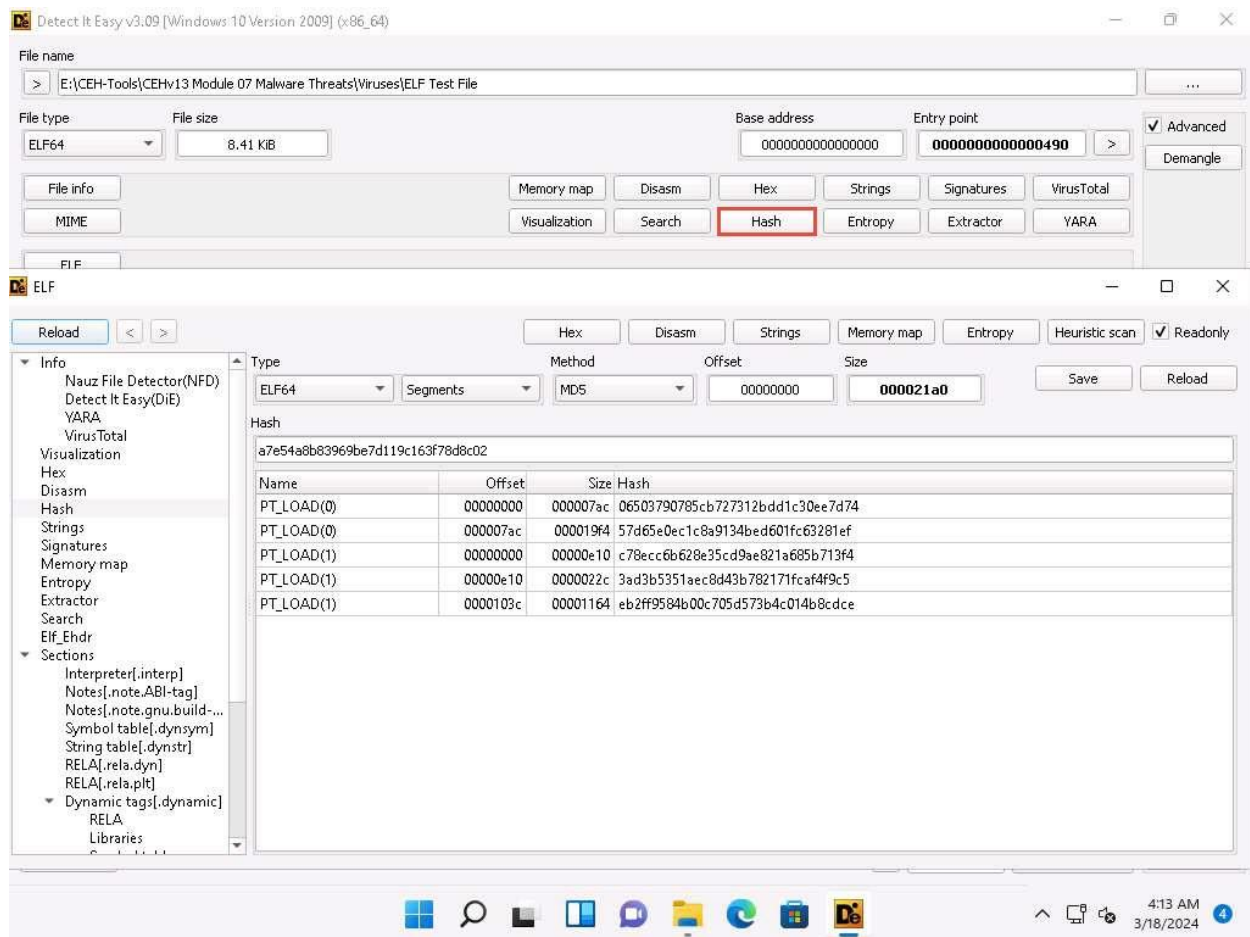 Detect It Easy v3.09 [Windows 10 Version 2009] (x86_64)
File name
> E:\CEH-Tools\CEHv13 Module 07 Malware Threats\Viruses\ELF Test File ...
File type File size Base address Entry point Advanced
ELF64 8.41 KiB 0000000000000000 0000000000000490 >
Demangle
File info Memory map Disasm Hex Strings Signatures VirusTotal
MIME Visualization Search Hash Entropy Extractor YARA
ELF
ELF
Reload < > Hex Disasm Strings Memory map Entropy Heuristic scan Readonly
Info
Nauz File Detector(NFD)
Detect It Easy(DiE)
YARA
VirusTotal
Visualization
Hex
Disasm
Hash
Strings
Signatures
Memory map
Entropy
Extractor
Search
Elf_Ehdr
Sections
Interpreter[.interp]
Notes[.note.ABI-tag]
Notes[.note.gnu.build-...
Symbol table[.dynsym]
String table[.dynstr]
RELA[.rela.dyn]
RELA[.rela.plt]
Dynamic tags[.dynamic]
RELA
Libraries
Type Method Offset Size
ELF64 Segments MD5 00000000 000021a0 Save Reload
Hash
a7e54a8b83969be7d119c163f78d8c02
Name Offset Size Hash
PT_LOAD(0) 00000000 000007ac 06503790785cb727312bdd1c30ee7d74
PT_LOAD(0) 000007ac 000019f4 57d65e0ec1c8a9134bed601fc63281ef
PT_LOAD(1) 00000000 00000e10 c78ecc6b628e35cd9ae821a685b713f4
PT_LOAD(1) 00000e10 0000022c 3ad3b5351aec8d43b782171fcaf4f9c5
PT_LOAD(1) 0000103c 00001164 eb2ff9584b00c705d573b4c014b8cdce
4:13 AM
3/18/2024
4